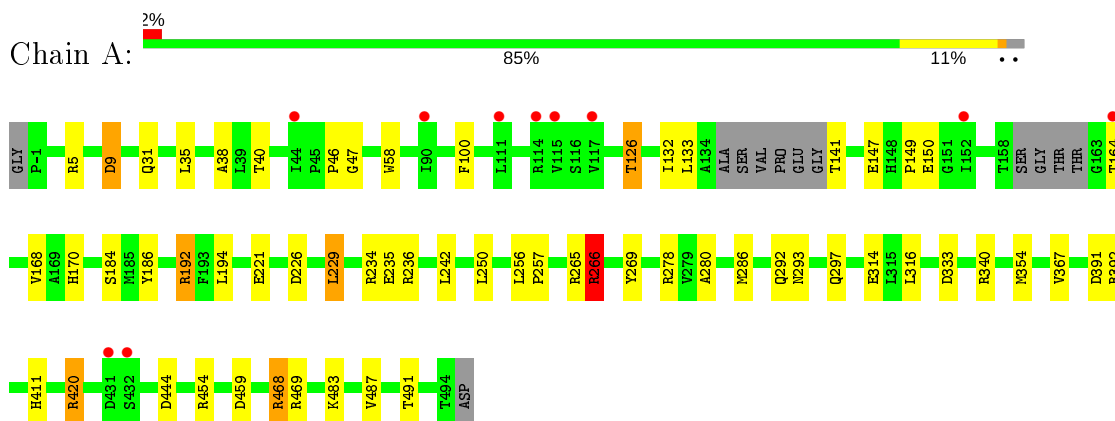 2%
Chain A:
85% 11% • •
GLY P-1 R5 D9 Q31 L35 A38 L39 T40 I44 P45 P46 G47 W58 I90 F100 L111 R114 V115 S116 V117 T126 I132 L133 A134 ALA SER VAL PRO GLU GLY T141 E147 H148 P149 E150 G151 I152 T158 SER GLY THR THR G163 T164
V168 A169 H170 S184 M185 Y186 R192 F193 L194 E221 D226 L229 R234 E235 R236 L242 L250 L256 P257 R265 R266 Y269 R278 V279 A280 M286 Q292 N293 Q297 E314 L315 L316 D333 R340 M354 V367 D391
H411 R420 D431 S432 D444 R454 D459 R468 R469 K483 V487 T491 T494 ASP